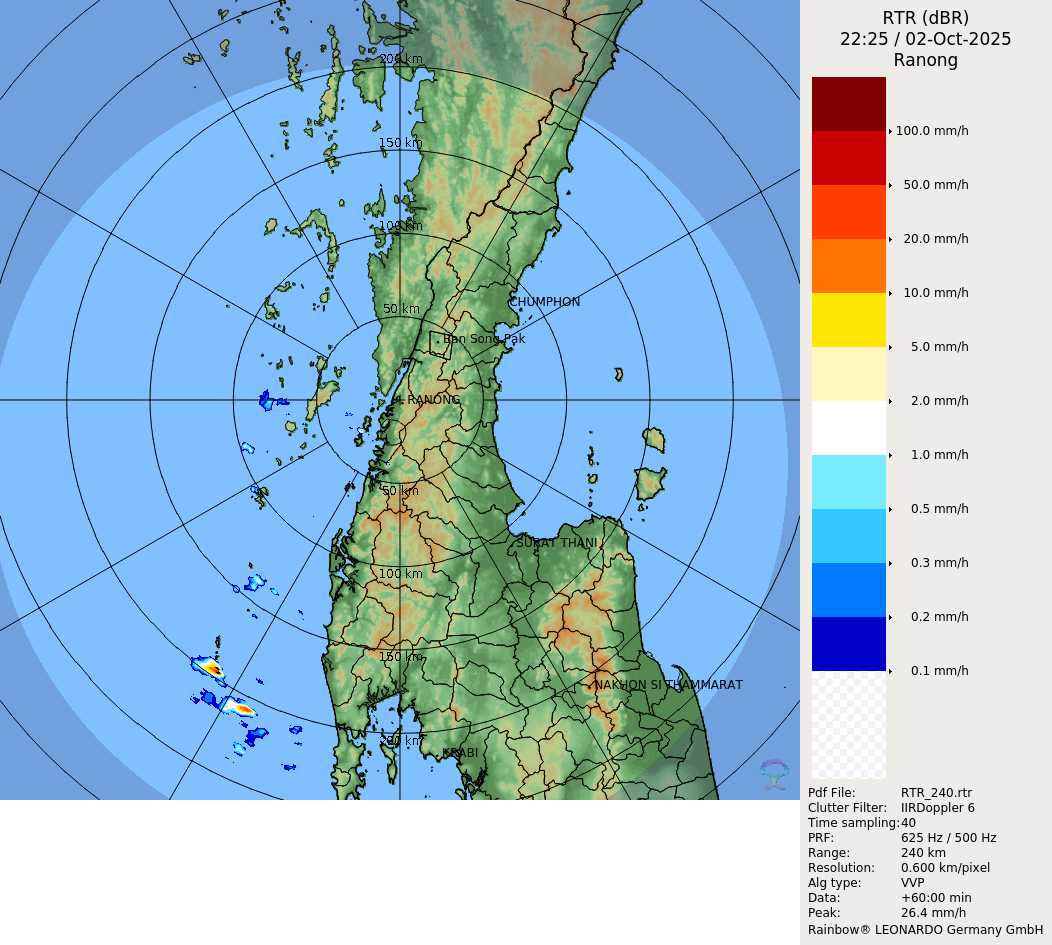 RTR (dBR)
22:25 / 02-Oct-2025
Ranong
200 km
150 km
100 km
50 km
CHUMPHON
Ban Song Pak
RANONG
50 km
SURAT THANI
100 km
150 km
NAKHON SI THAMMARAT
200 km
KRABI
100.0 mm/h
50.0 mm/h
20.0 mm/h
10.0 mm/h
5.0 mm/h
2.0 mm/h
1.0 mm/h
0.5 mm/h
0.3 mm/h
0.2 mm/h
0.1 mm/h
Pdf File: RTR_240.rtr
Clutter Filter: IIRDoppler 6
Time sampling:40
PRF: 625 Hz / 500 Hz
Range: 240 km
Resolution: 0.600 km/pixel
Alg type: VVP
Data: +60:00 min
Peak: 26.4 mm/h
Rainbow® LEONARDO Germany GmbH